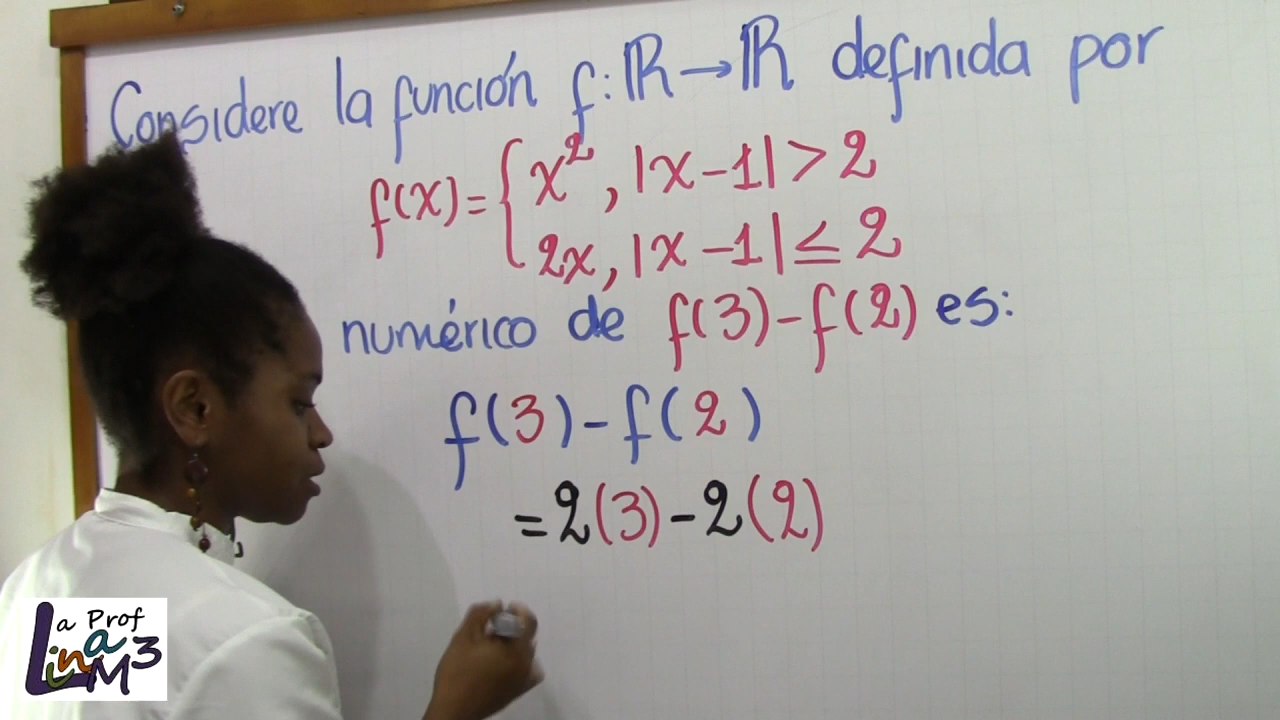 Considere la función f: ℝ→ℝ definida por
f(x)= { x², |x-1|>2
2x, |x-1|≤2
numérico de f(3)-f(2) es:
f(3)-f(2)
=2(3)-2(2)
La Prof
Lina M3